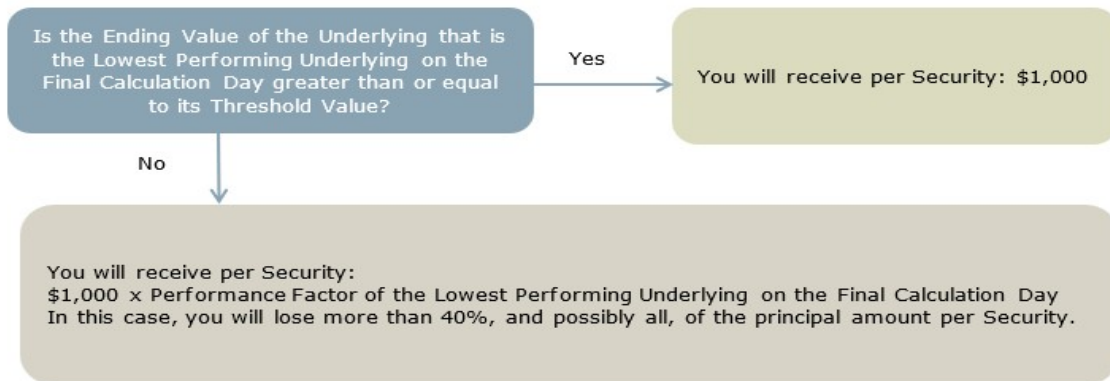 Is the Ending Value of the Underlying that is
the Lowest Performing Underlying on the
Final Calculation Day greater than or equal
to its Threshold Value?
Yes
You will receive per Security: $1,000
No
You will receive per Security:
$1,000 x Performance Factor of the Lowest Performing Underlying on the Final Calculation Day
In this case, you will lose more than 40%, and possibly all, of the principal amount per Security.